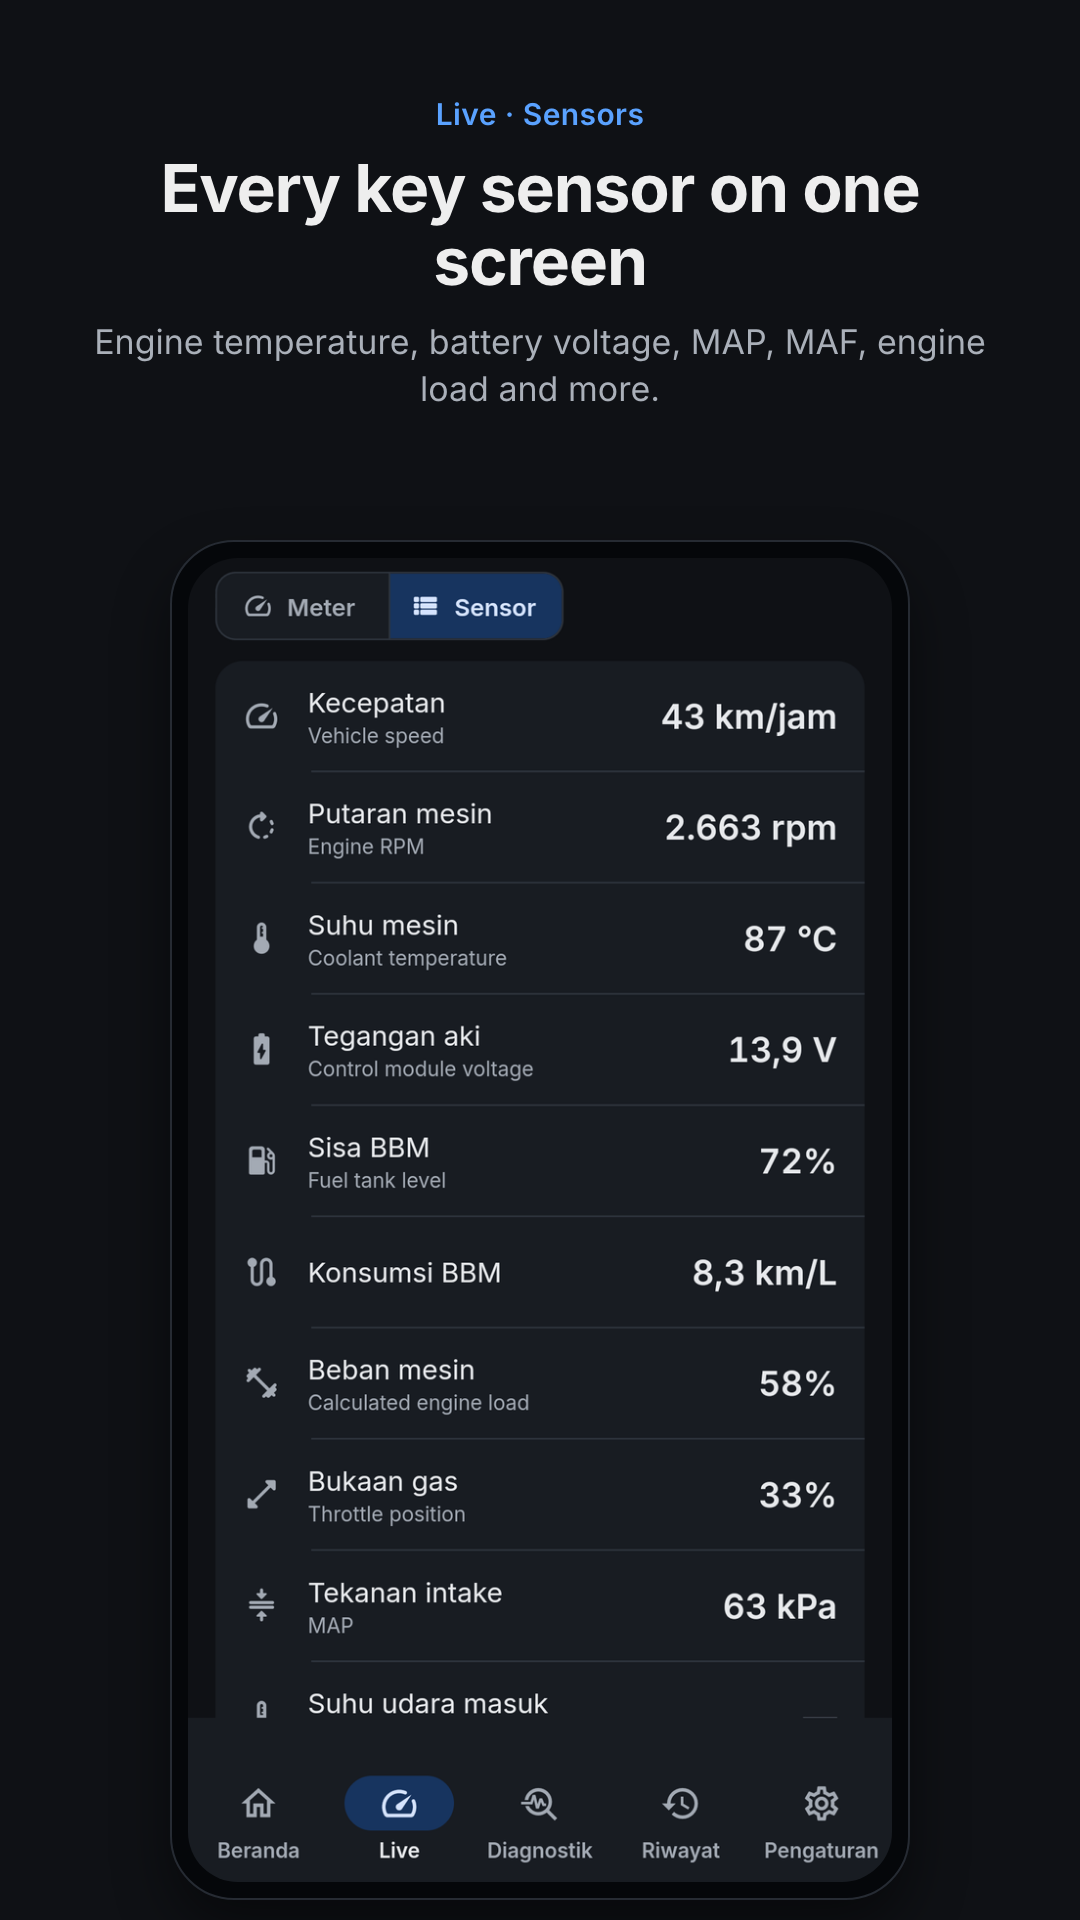 Live · Sensors
Every key sensor on one
screen
Engine temperature, battery voltage, MAP, MAF, engine
load and more.
Meter
Sensor
Kecepatan
Vehicle speed
43 km/jam
Putaran mesin
Engine RPM
2.663 rpm
Suhu mesin
Coolant temperature
87 °C
Tegangan aki
Control module voltage
13,9 V
Sisa BBM
Fuel tank level
72%
Konsumsi BBM
8,3 km/L
Beban mesin
Calculated engine load
58%
Bukaan gas
Throttle position
33%
Tekanan intake
MAP
63 kPa
Suhu udara masuk
Beranda
Live
Diagnostik
Riwayat
Pengaturan